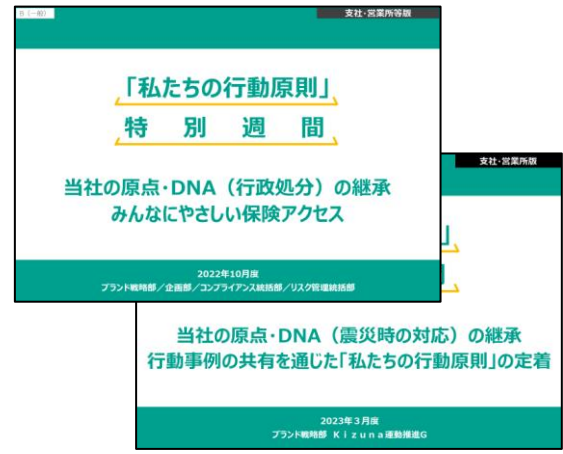 B（一般）
支社・営業所等版
「私たちの行動原則」
特別週間
当社の原点・DNA（行政処分）の継承
みんなにやさしい保険アクセス
2022年10月度
ブランド戦略部／企画部／コンプライアンス統括部／リスク管理統括部
支社・営業所版
」
当社の原点・DNA（震災時の対応）の継承
行動事例の共有を通じた「私たちの行動原則」の定着
2023年３月度
ブランド戦略部 Ｋｉｚｕｎａ運動推進G